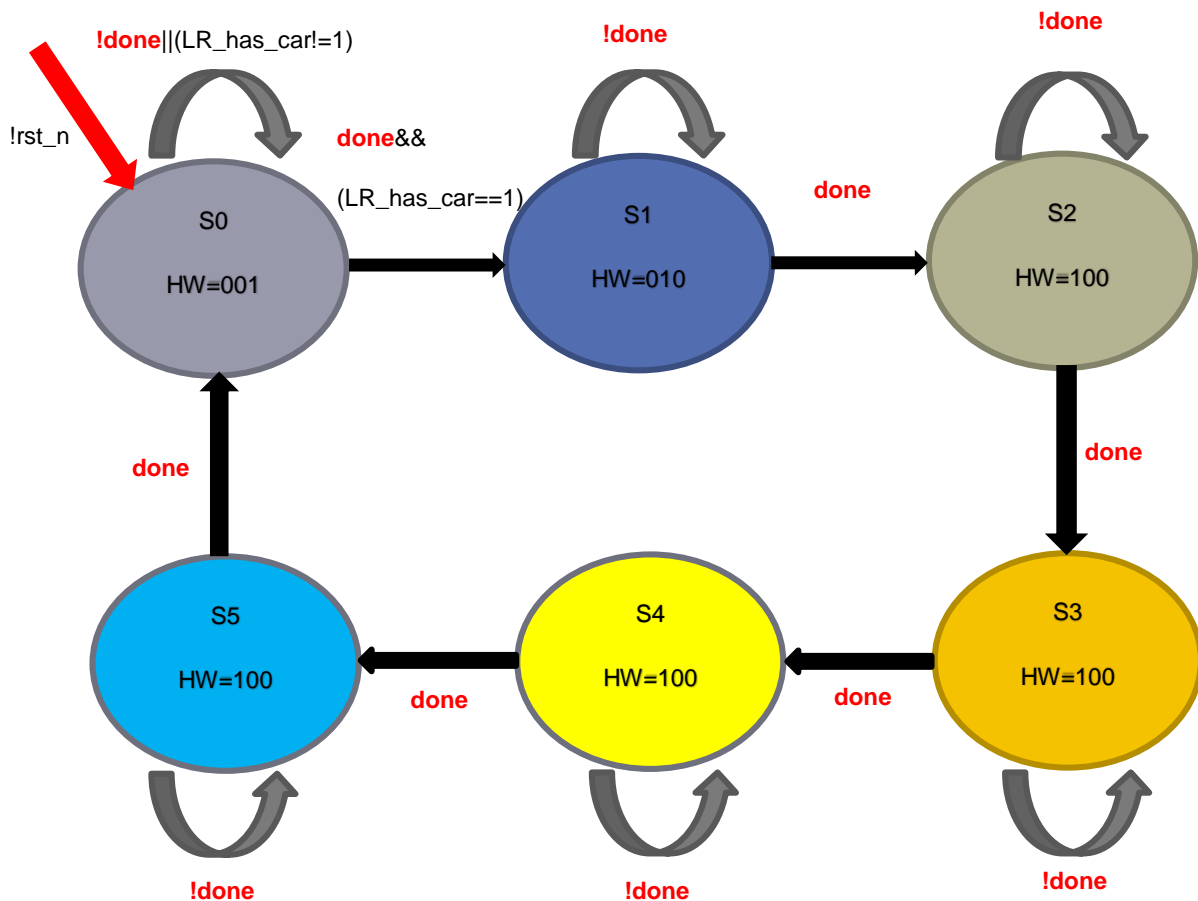 !done||(LR_has_car!=1)
!done
!done
!rst_n
done&&
(LR_has_car==1)
done
S0
HW=001
S1
HW=010
S2
HW=100
done
done
S5
HW=100
S4
HW=100
S3
HW=100
done
done
!done
!done
!done